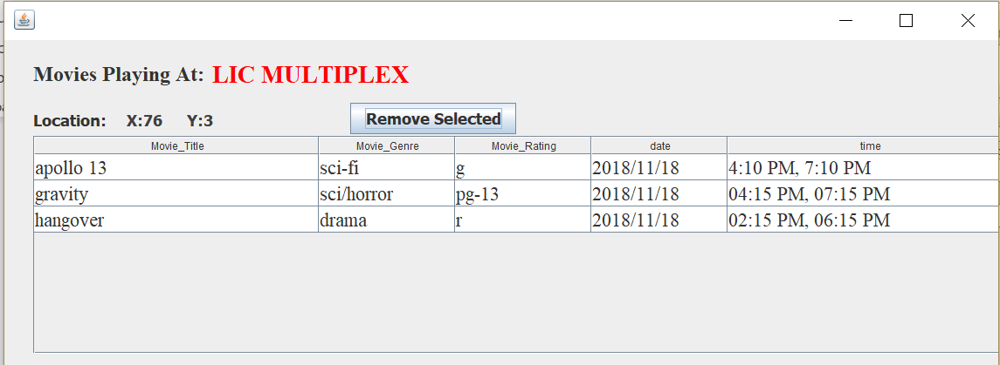 Movies Playing At: LIC MULTIPLEX
Location: X:76 Y:3 Remove Selected
Movie_Title Movie_Genre Movie_Rating date time
apollo 13 sci-fi g 2018/11/18 4:10 PM, 7:10 PM
gravity sci/horror pg-13 2018/11/18 04:15 PM, 07:15 PM
hangover drama r 2018/11/18 02:15 PM, 06:15 PM